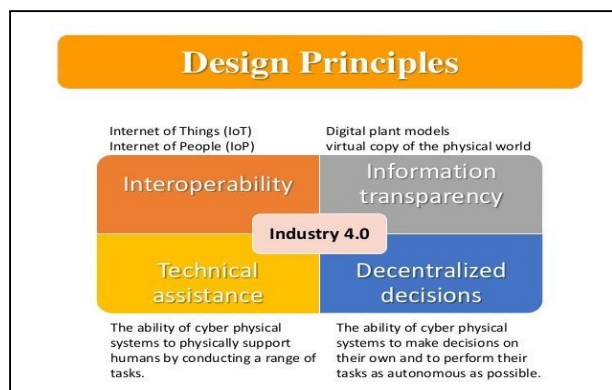 Design Principles
Internet of Things (IoT)
Internet of People (IoP)
Interoperability
Digital plant models
virtual copy of the physical world
Information
transparency
Industry 4.0
Technical
assistance
The ability of cyber physical
systems to physically support
humans by conducting a range of
tasks.
Decentralized
decisions
The ability of cyber physical
systems to make decisions on
their own and to perform their
tasks as autonomous as possible.